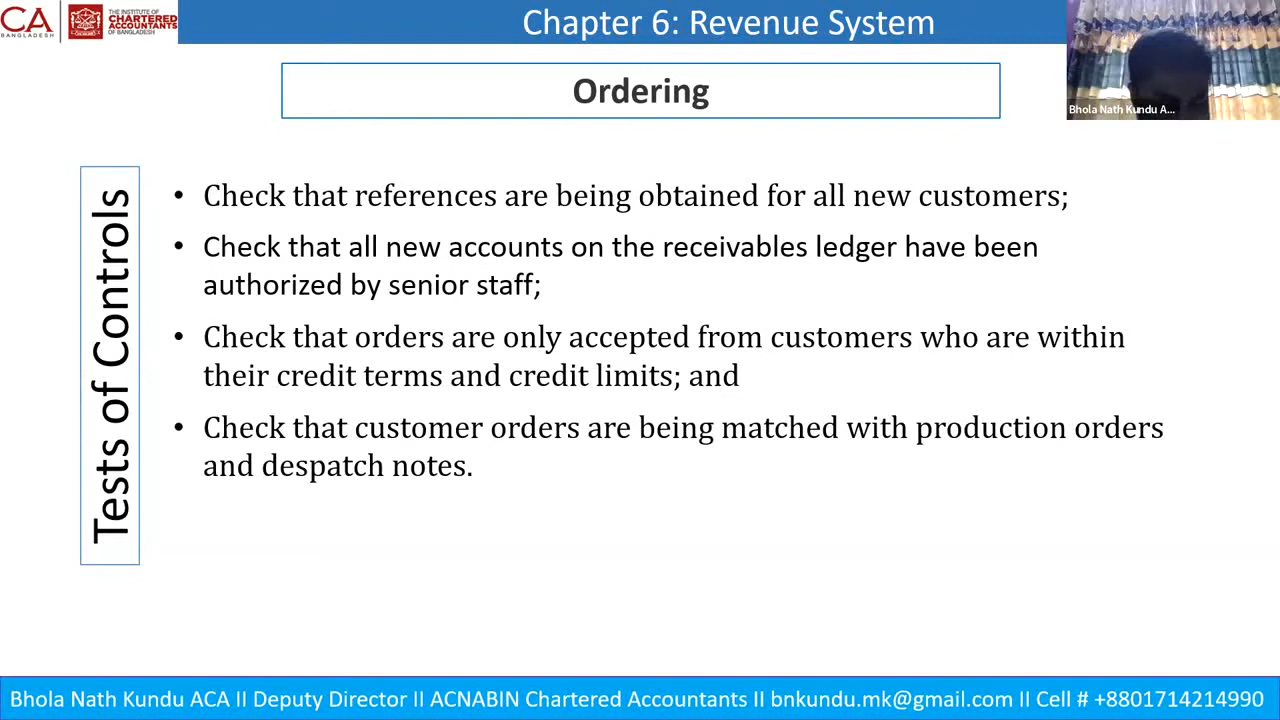 CA
BANGLADESH
THE INSTITUTE OF
CHARTERED
ACCOUNTANTS
OF BANGLADESH
Chapter 6: Revenue System
Bhola Nath Kundu A...
Ordering
Tests of Controls
• Check that references are being obtained for all new customers;
• Check that all new accounts on the receivables ledger have been
authorized by senior staff;
• Check that orders are only accepted from customers who are within
their credit terms and credit limits; and
• Check that customer orders are being matched with production orders
and despatch notes.
Bhola Nath Kundu ACA II Deputy Director II ACNABIN Chartered Accountants II bnkundu.mk@gmail.com II Cell # +8801714214990